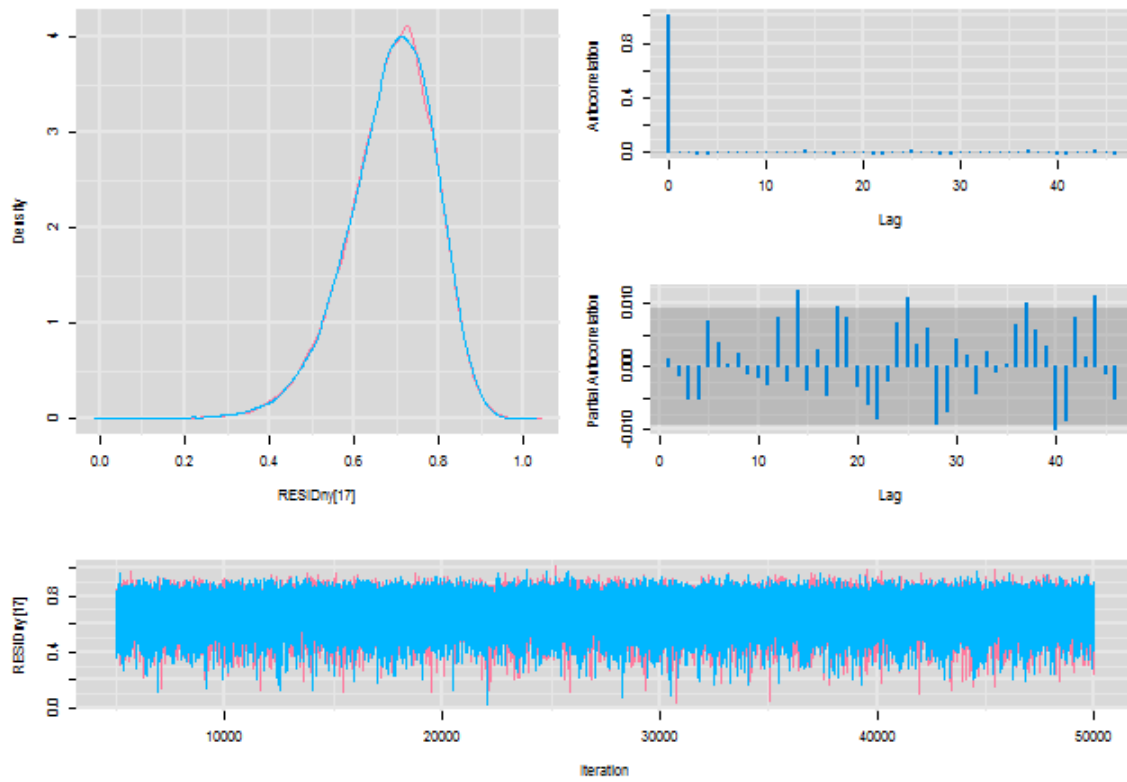 Density
4
3
2
1
0
0.0 0.2 0.4 0.6 0.8 1.0
RESIDny[17]
Autocorrelation
0.8
0.4
0.0
0 10 20 30 40
Lag
Partial Autocorrelation
0.010
0.000
-0.010
0 10 20 30 40
Lag
RESIDny[17]
0.8
0.4
0.0
10000 20000 30000 40000 50000
Iteration